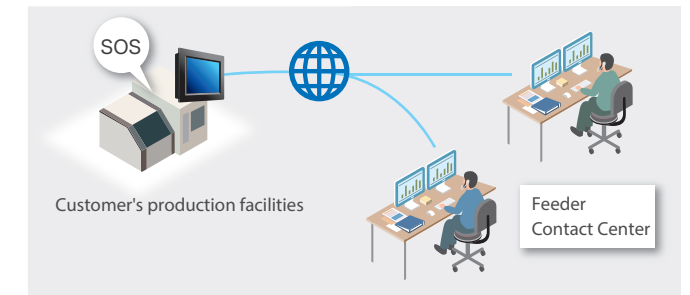 SOS
Customer's production facilities
Feeder
Contact Center